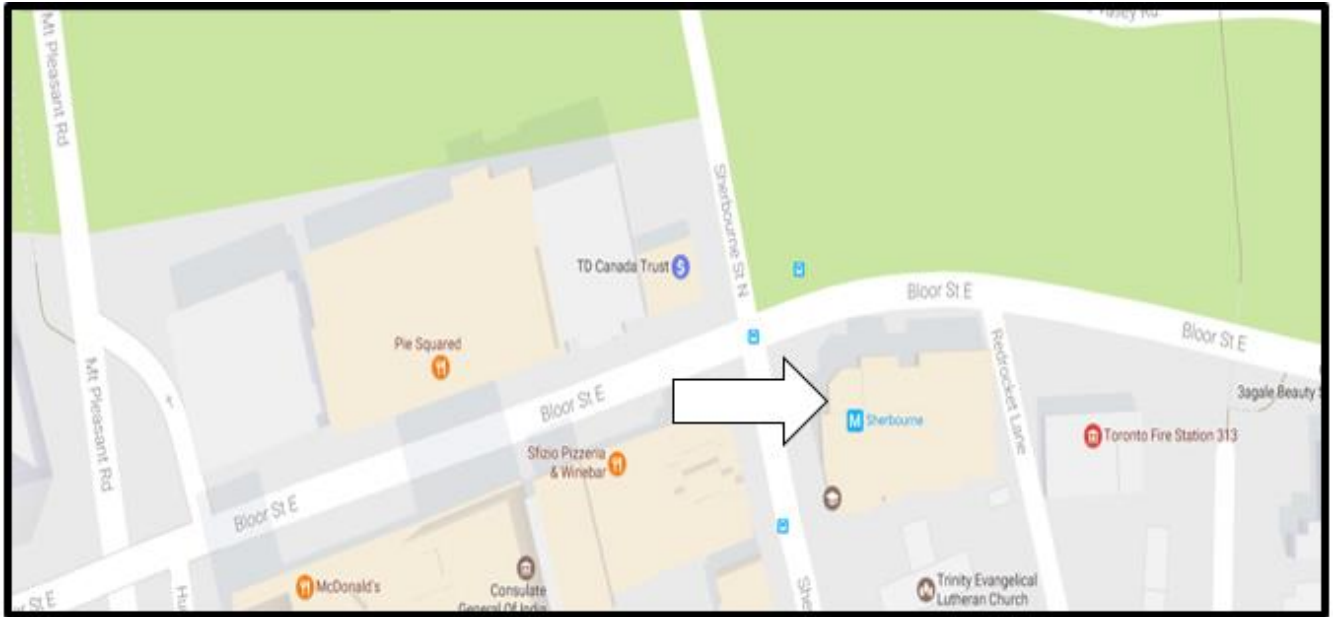 Mt Pleasant Rd
Sherbourne St N
TD Canada Trust
Bloor St E
Bloor St E
Pie Squared
Redrocket Lane
Mt Pleasant Rd
Bloor St E
Sherbourne
Toronto Fire Station 313
Sfizio Pizzeria
& Winebar
Bloor St E
McDonald's
Consulate
General Of India
Trinity Evangelical
Lutheran Church